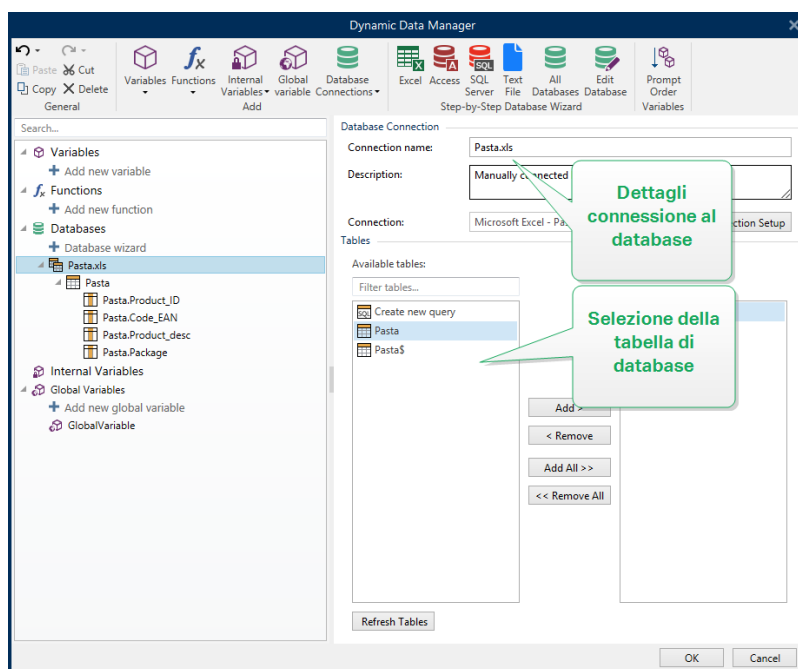 Dynamic Data Manager
Paste
Cut
Copy
Delete
General
Variables
Functions
Internal
Variables
Global
variable
Database
Connections
Add
Excel
Access
SQL
Server
Text
File
All
Databases
Edit
Database
Step-by-Step Database Wizard
Prompt
Order
Variables
Search...
Variables
Add new variable
Functions
Add new function
Databases
Database wizard
Pasta.xls
Pasta
Pasta.Product_ID
Pasta.Code_EAN
Pasta.Product_desc
Pasta.Package
Internal Variables
Global Variables
Add new global variable
GlobalVariable
Database Connection
Connection name:
Pasta.xls
Description:
Manually connected
Connection:
Microsoft Excel - Pa
ction Setup
Dettagli
connessione al
database
Tables
Available tables:
Filter tables...
SQL Create new query
Pasta
Pasta$
Selezione della
tabella di
database
Add >
< Remove
Add All >>
<< Remove All
Refresh Tables
OK
Cancel